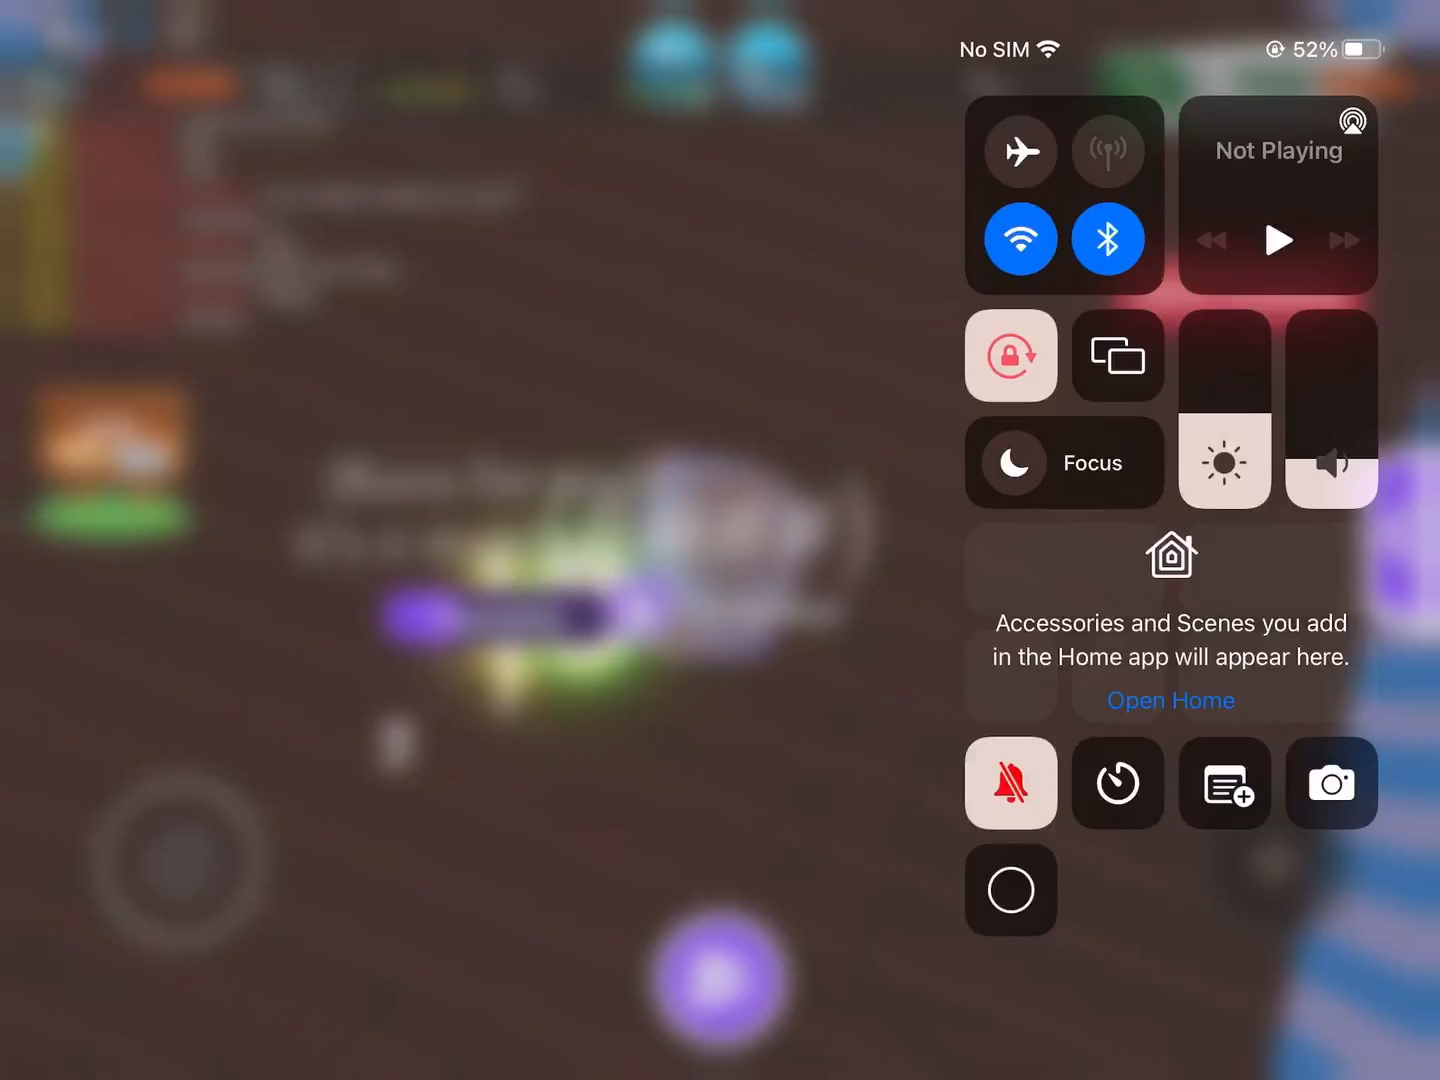 No SIM
52%
Not Playing
Focus
Accessories and Scenes you add
in the Home app will appear here.
Open Home